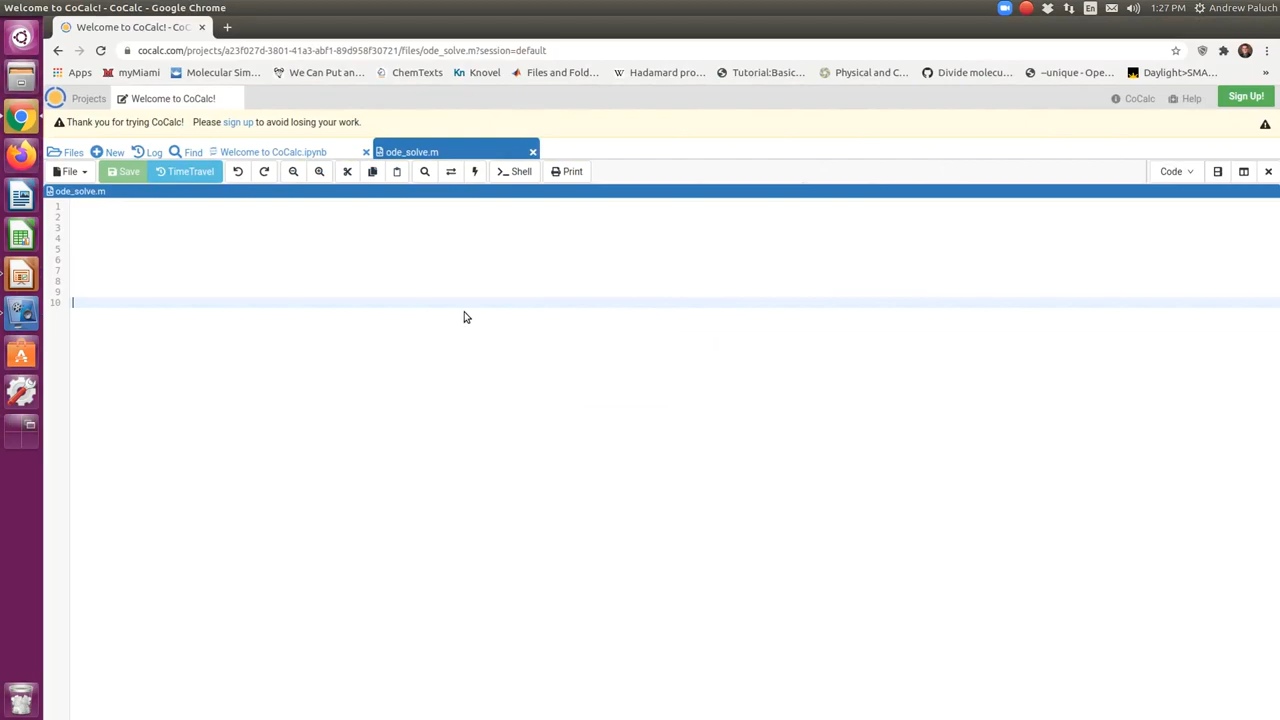 Welcome to CoCalc! - CoCalc - Google Chrome En 1:27 PM Andrew Paluch
Welcome to CoCalc! - CoC
cocalc.com/projects/a23f027d-3801-41a3-abf1-89d958f30721/files/ode_solve.m?session=default
Apps myMiami Molecular Sim... We Can Put an... ChemTexts Kn Knovel Files and Fold... W Hadamard pro... Tutorial:Basic... Physical and C... Divide molecu... --unique - Ope... Daylight>SMA... »
Projects Welcome to CoCalc! CoCalc Help Sign Up!
Thank you for trying CoCalc! Please sign up to avoid losing your work.
Files New Log Find Welcome to CoCalc.ipynb ode_solve.m
File Save TimeTravel Shell Print Code
ode_solve.m
1
2
3
4
5
6
7
8
9
10